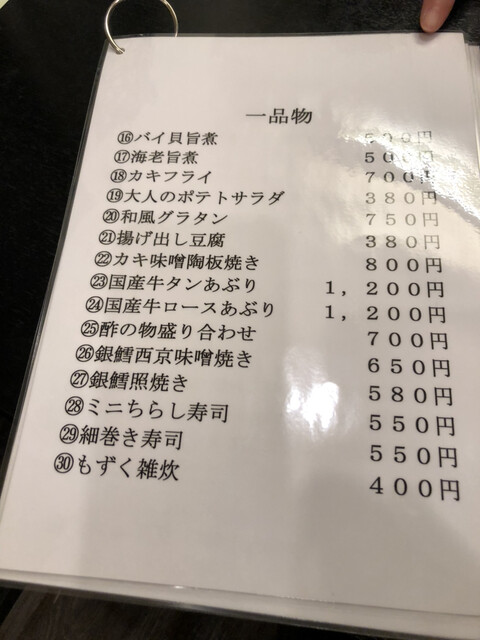 一品物
⑯バイ貝旨煮 500円
⑰海老旨煮 500円
⑱カキフライ 700円
⑲大人のポテトサラダ 380円
⑳和風グラタン 750円
㉑揚げ出し豆腐 380円
㉒カキ味噌陶板焼き 800円
㉓国産牛タンあぶり 1,200円
㉔国産牛ロースあぶり 1,200円
㉕酢の物盛り合わせ 700円
㉖銀鱈西京味噌焼き 650円
㉗銀鱈照焼き 580円
㉘ミニちらし寿司 550円
㉙細巻き寿司 550円
㉚もずく雑炊 400円